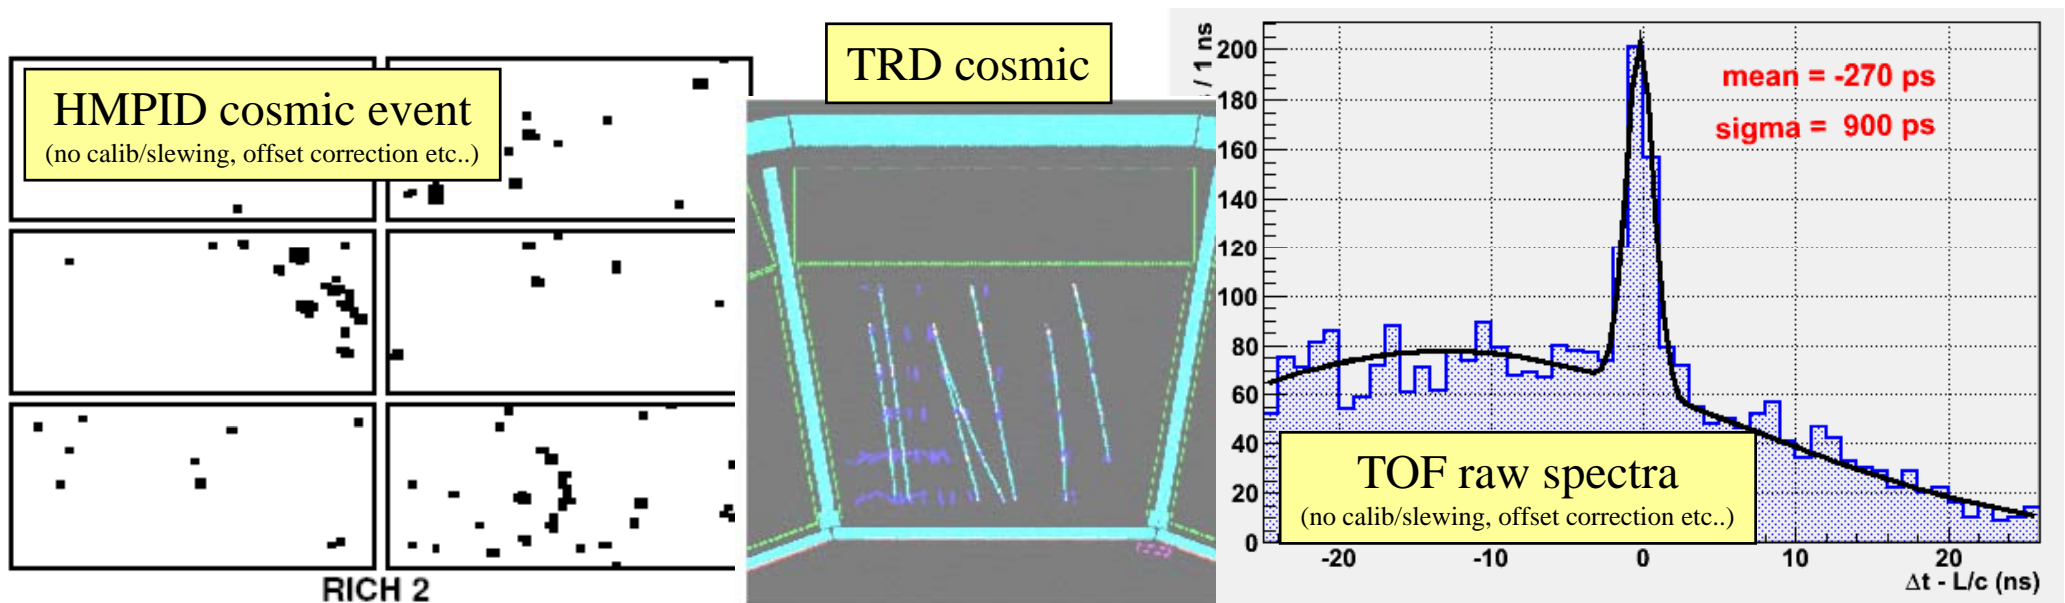 HMPID cosmic event
(no calib/slewing, offset correction etc..)
RICH 2
TRD cosmic
/ 1 ns
200
180
160
140
120
100
80
60
40
20
0
mean = -270 ps
sigma = 900 ps
TOF raw spectra
(no calib/slewing, offset correction etc..)
-20 -10 0 10 20
Δt - L/c (ns)